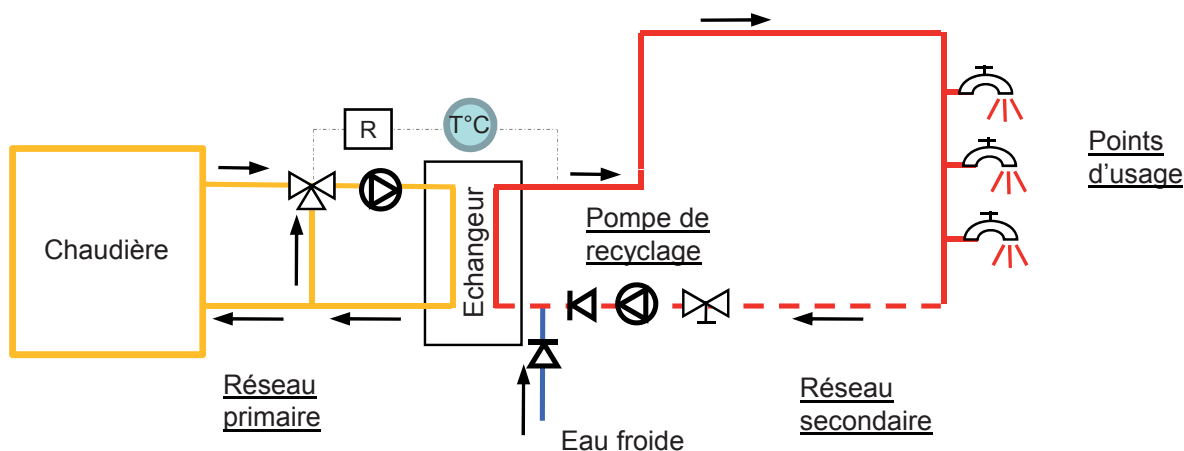 Chaudière
R
T°C
Echangeur
Pompe de
recyclage
Points
d'usage
Réseau
primaire
Eau froide
Réseau
secondaire